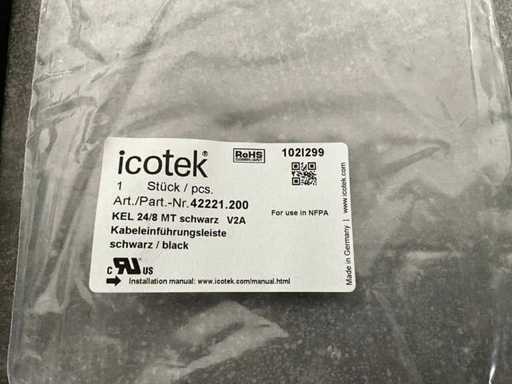 icotek®
RoHS
COMPLIANT
102I299
1 Stück / pcs.
Art./Part.-Nr.42221.200
KEL 24/8 MT schwarz V2A
For use in NFPA
Kabeleinführungsleiste
schwarz / black
C RU US
Installation manual: www.icotek.com/manual.html
Made in Germany | www.icotek.com